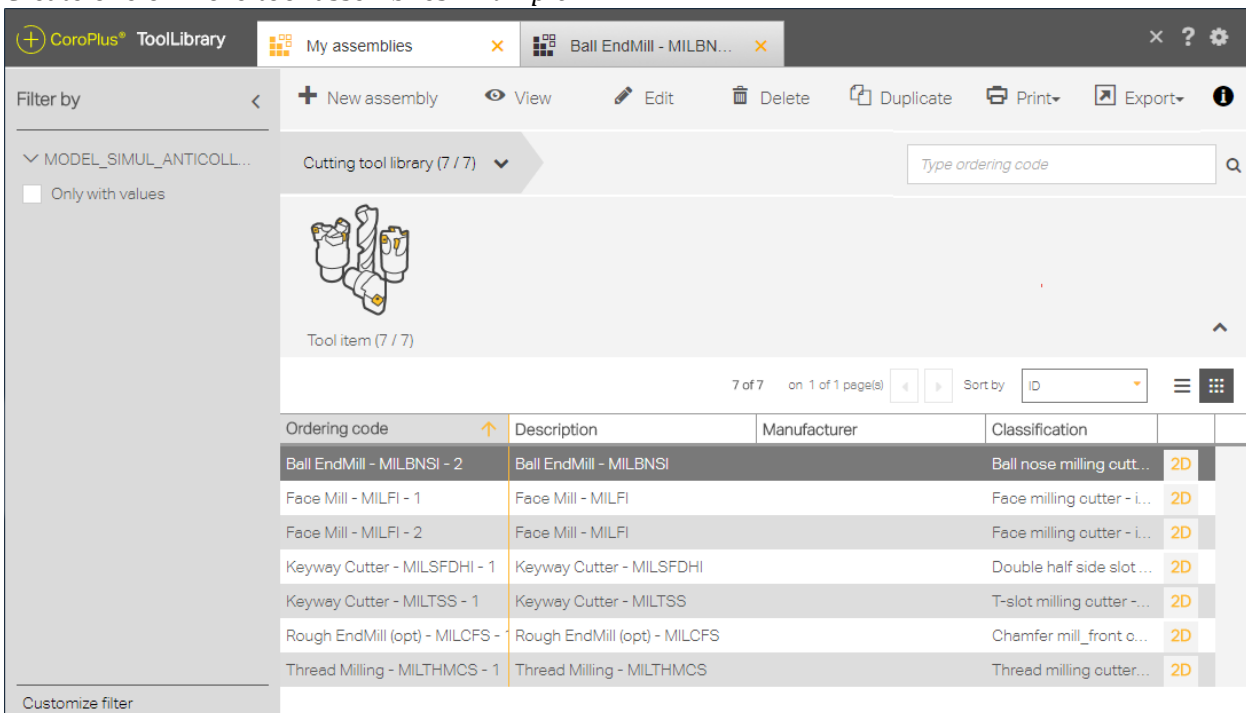 CoroPlus® ToolLibrary
My assemblies
Ball EndMill - MILBN...
Filter by
New assembly View Edit Delete Duplicate Print Export
MODEL_SIMUL_ANTICOLL...
Only with values
Cutting tool library (7 / 7)
Type ordering code
Tool item (7 / 7)
7 of 7 on 1 of 1 page(s) Sort by ID
Ordering code Description Manufacturer Classification
Ball EndMill - MILBNSI - 2 Ball EndMill - MILBNSI Ball nose milling cutt... 2D
Face Mill - MILFI - 1 Face Mill - MILFI Face milling cutter - i... 2D
Face Mill - MILFI - 2 Face Mill - MILFI Face milling cutter - i... 2D
Keyway Cutter - MILSFDHI - 1 Keyway Cutter - MILSFDHI Double half side slot ... 2D
Keyway Cutter - MILTSS - 1 Keyway Cutter - MILTSS T-slot milling cutter -... 2D
Rough EndMill (opt) - MILCFS - 1 Rough EndMill (opt) - MILCFS Chamfer mill_front o... 2D
Thread Milling - MILTHMCS - 1 Thread Milling - MILTHMCS Thread milling cutter... 2D
Customize filter